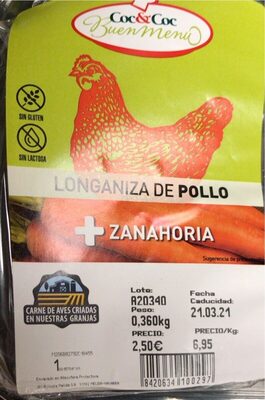 Coc&Coc
Buen Menú
SIN GLUTEN
SIN LACTOSA
LONGANIZA DE POLLO
+ ZANAHORIA
Sugerencia de
CARNE DE AVES CRIADAS
EN NUESTRAS GRANJAS
Lote:
A20340
Fecha
Caducidad:
21.03.21
Peso:
0,360kg
PRECIO:
2,50€
PRECIO/Kg:
6,95
1
8420634100297